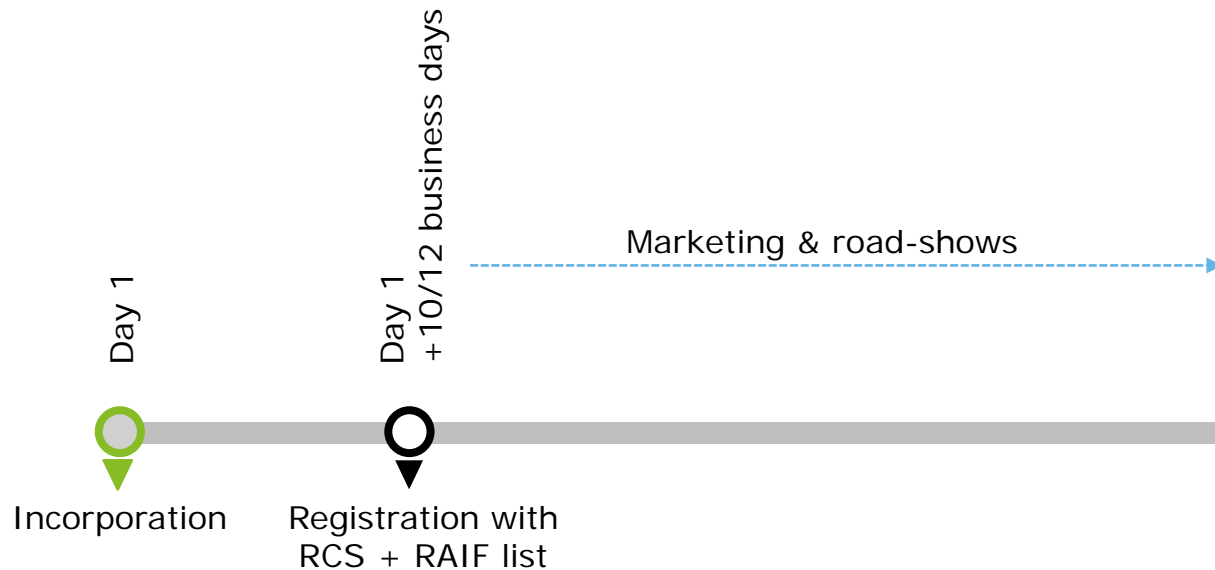 Day 1
Day 1
+10/12 business days
Marketing & road-shows
Incorporation
Registration with
RCS + RAIF list